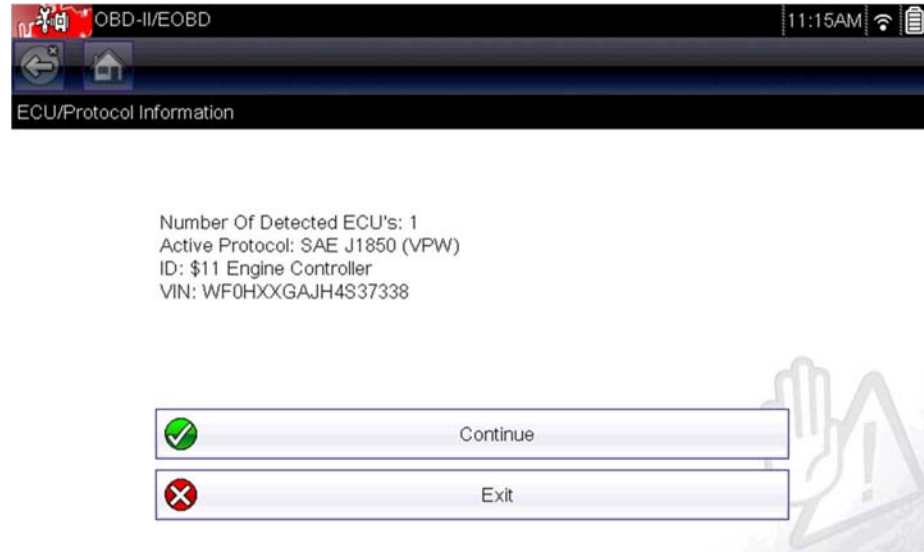 OBD-II/EOBD
11:15AM
ECU/Protocol Information
Number Of Detected ECU's: 1
Active Protocol: SAE J1850 (VPW)
ID: $11 Engine Controller
VIN: WF0HXXGAJH4S37338
Continue
Exit